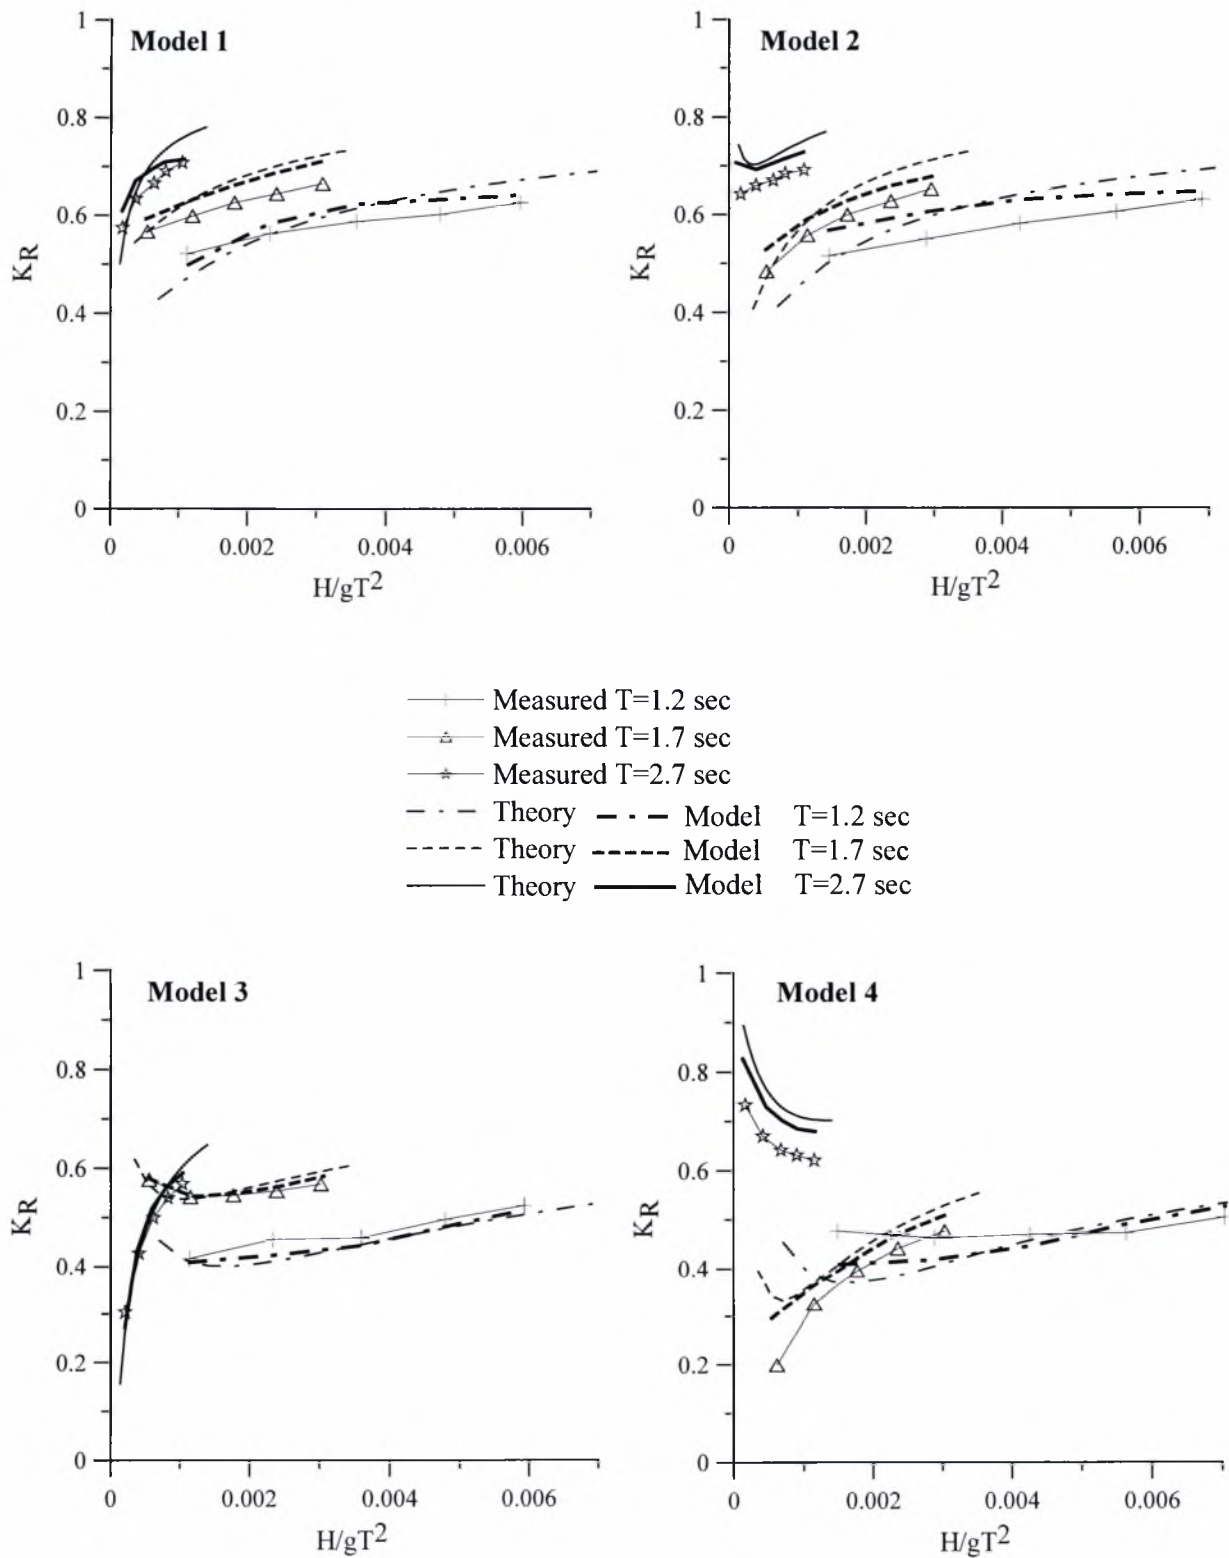 Model 1
1
0.8
0.6
0.4
0.2
0
K_R
0 0.002 0.004 0.006
H/gT²
Model 2
1
0.8
0.6
0.4
0.2
0
K_R
0 0.002 0.004 0.006
H/gT²
Measured T=1.2 sec
Measured T=1.7 sec
Measured T=2.7 sec
Theory Model T=1.2 sec
Theory Model T=1.7 sec
Theory Model T=2.7 sec
Model 3
1
0.8
0.6
0.4
0.2
0
K_R
0 0.002 0.004 0.006
H/gT²
Model 4
1
0.8
0.6
0.4
0.2
0
K_R
0 0.002 0.004 0.006
H/gT²